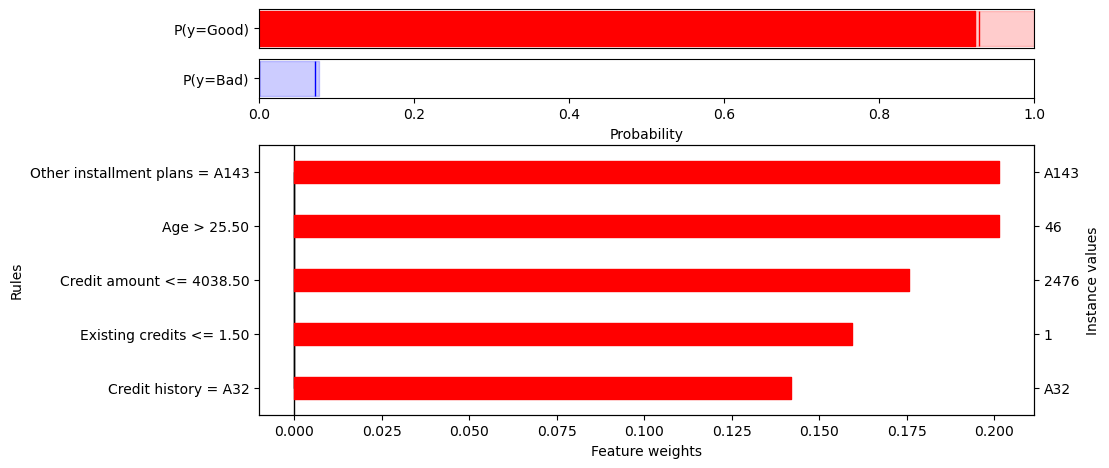 P(y=Good)
P(y=Bad)
0.0 0.2 0.4 0.6 0.8 1.0
Probability
Other installment plans = A143 A143
Age > 25.50 46
Credit amount <= 4038.50 2476
Existing credits <= 1.50 1
Credit history = A32 A32
Rules
Instance values
0.000 0.025 0.050 0.075 0.100 0.125 0.150 0.175 0.200
Feature weights